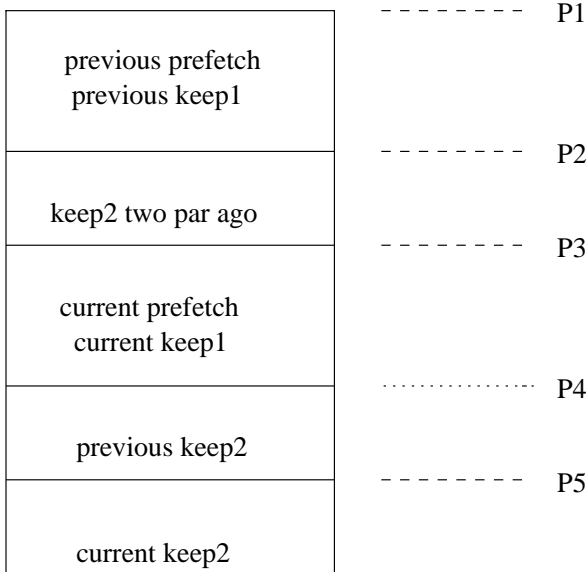 P1
previous prefetch
previous keep1
P2
keep2 two par ago
P3
current prefetch
current keep1
P4
previous keep2
P5
current keep2